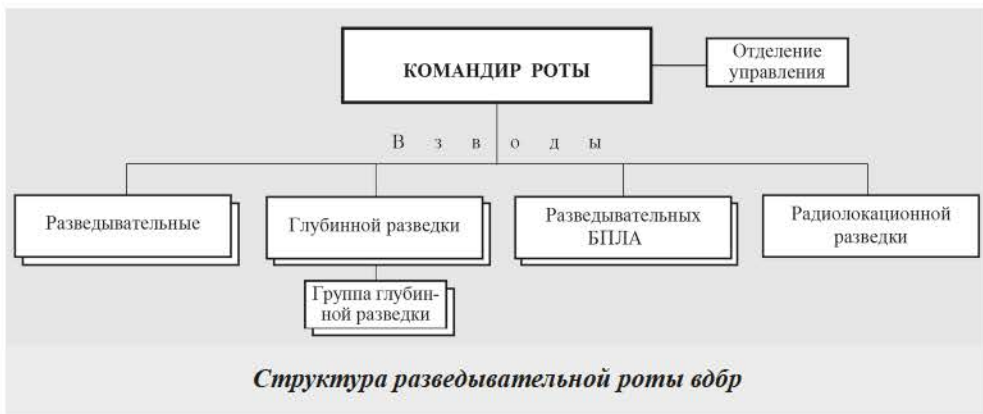 КОМАНДИР РОТЫ
Отделение
управления
В з в о д ы
Разведывательные
Глубинной разведки
Разведывательных
БПЛА
Радиолокационной
разведки
Группа глубин-
ной разведки
Структура разведывательной роты вдбр